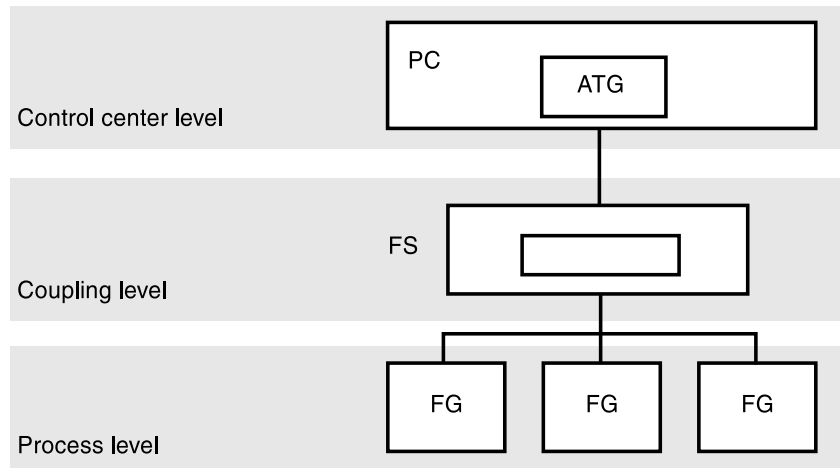 PC
ATG
Control center level
FS
Coupling level
FG FG FG
Process level